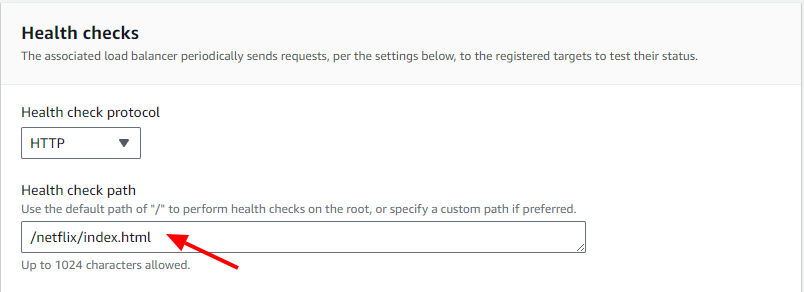 Health checks
The associated load balancer periodically sends requests, per the settings below, to the registered targets to test their status.
Health check protocol
HTTP
Health check path
Use the default path of "/" to perform health checks on the root, or specify a custom path if preferred.
/netflix/index.html
Up to 1024 characters allowed.